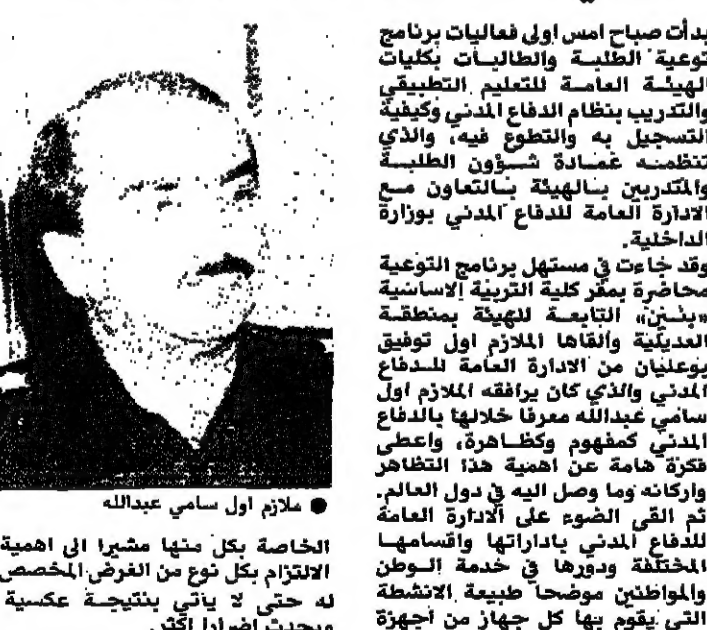 بدأت صباح امس اولى فعاليات برنامج
توعية الطلبة والطالبات بكليات
الهيئة العامة للتعليم التطبيقي
والتدريب بنظام الدفاع المدني وكيفية
التسجيل به والتطوع فيه، والذي
تنظمه عمادة شؤون الطلبة
والمتدربين بالهيئة بالتعاون مع
الادارة العامة للدفاع المدني بوزارة
الداخلية.
وقد جاءت في مستهل برنامج التوعية
محاضرة بمقر كلية التربية الاساسية
«بنين» التابعة للهيئة بمنطقة
العديلية والقاها الملازم اول توفيق
بوعليان من الادارة العامة للدفاع
المدني والذي كان يرافقه الملازم اول
سامي عبدالله معرفا خلالها بالدفاع
المدني كمفهوم وكظاهرة، واعطى
فكرة هامة عن اهمية هذا التظاهر
واركانه وما وصل اليه في دول العالم.
ثم القى الضوء على الادارة العامة
للدفاع المدني باداراتها واقسامها
المختلفة ودورها في خدمة الوطن
والمواطنين موضحا طبيعة الانشطة
التي يقوم بها كل جهاز من اجهزة
● ملازم اول سامي عبدالله
الخاصة بكل منها مشيرا الى اهمية
الالتزام بكل نوع من الغرض المخصص
له حتى لا ياتي بنتيجة عكسية
ويحدث اضرارا اكثر.